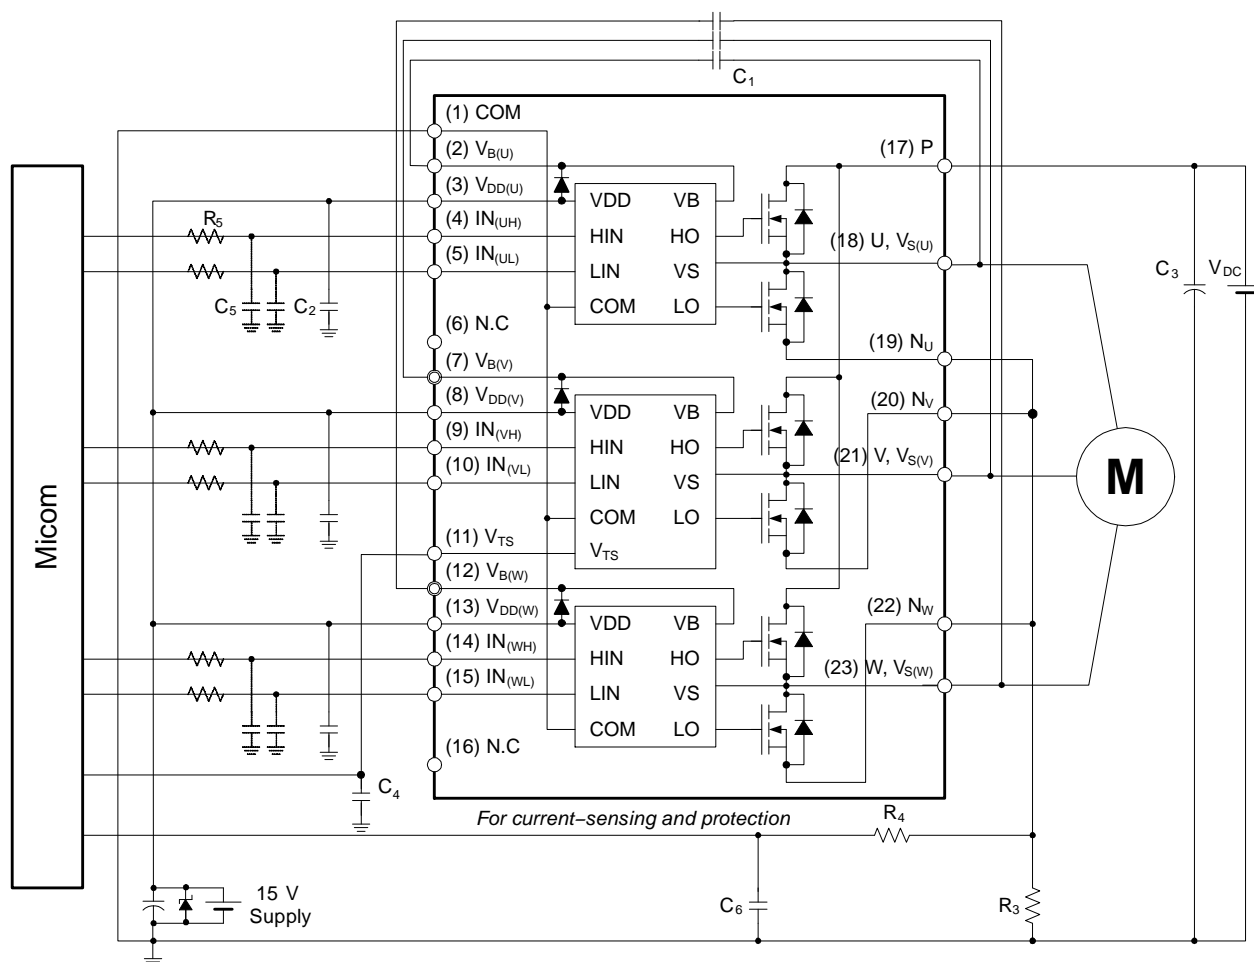 C1
(1) COM
(2) VB(U)
(3) VDD(U)
(4) IN(UH)
(5) IN(UL)
(6) N.C
(7) VB(V)
(8) VDD(V)
(9) IN(VH)
(10) IN(VL)
(11) VTS
(12) VB(W)
(13) VDD(W)
(14) IN(WH)
(15) IN(WL)
(16) N.C
VDD VB
HIN HO
LIN VS
COM LO
VDD VB
HIN HO
LIN VS
COM LO
VTS
VDD VB
HIN HO
LIN VS
COM LO
(17) P
(18) U, VS(U)
(19) NU
(20) NV
(21) V, VS(V)
(22) NW
(23) W, VS(W)
Micom
R5
C5
C2
C4
C3
VDC
M
For current−sensing and protection
R4
15 V
Supply
C6
R3